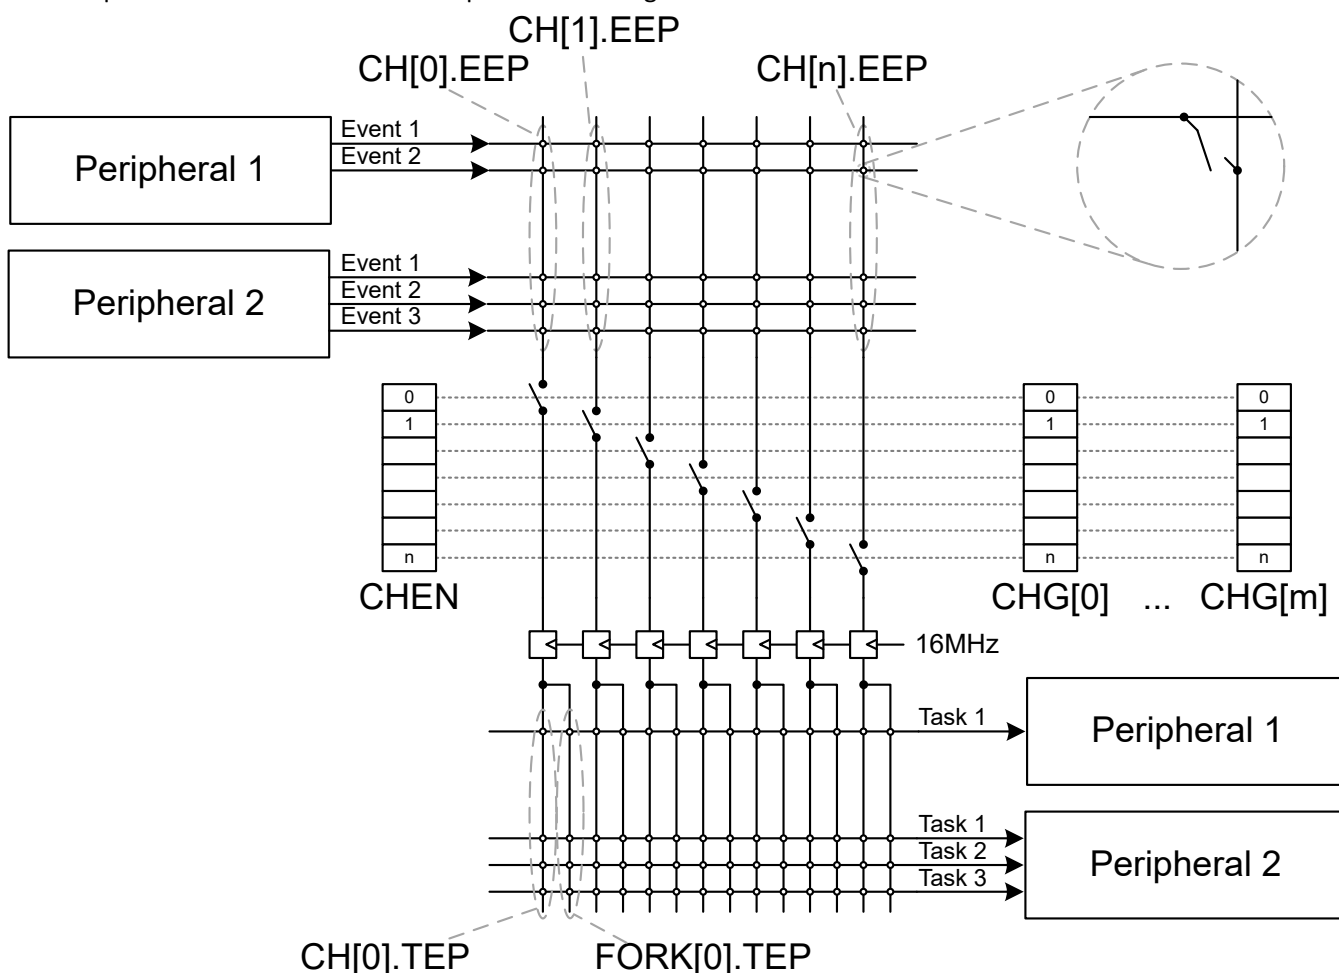 CH[1].EEP
CH[0].EEP
CH[n].EEP
Peripheral 1
Event 1
Event 2
Peripheral 2
Event 1
Event 2
Event 3
0
1
n
CHEN
0
1
n
CHG[0]
...
0
1
n
CHG[m]
16MHz
Task 1
Peripheral 1
Task 1
Task 2
Task 3
Peripheral 2
CH[0].TEP
FORK[0].TEP